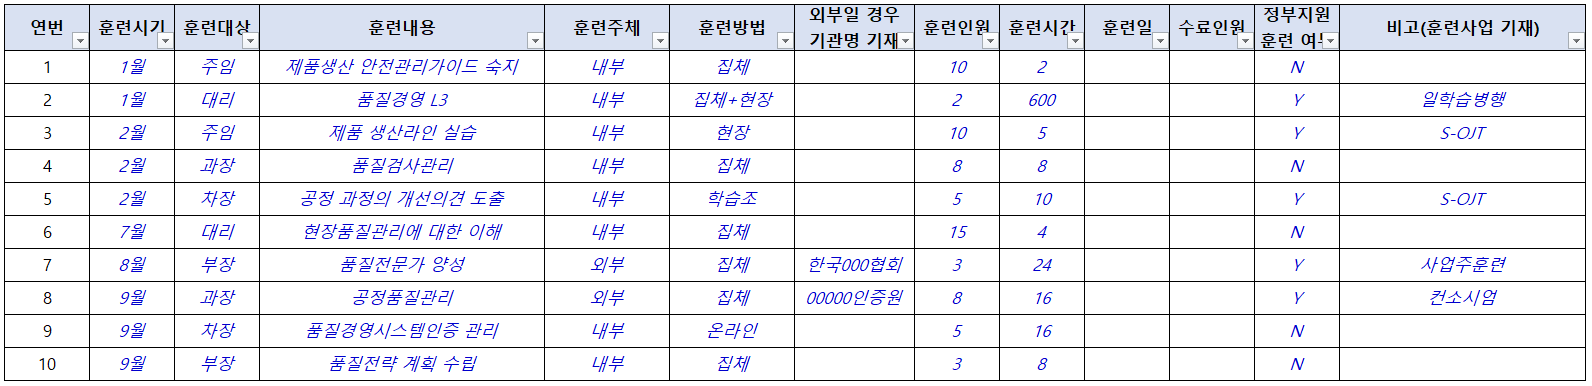 연번 훈련시기 훈련대상 훈련내용 훈련주체 훈련방법 외부일 경우 기관명 기재 훈련인원 훈련시간 훈련일 수료인원 정부지원 훈련 여부 비고(훈련사업 기재)
1 1월 주임 제품생산 안전관리가이드 숙지 내부 집체 10 2 N
2 1월 대리 품질경영 L3 내부 집체+현장 2 600 Y 일학습병행
3 2월 주임 제품 생산라인 실습 내부 현장 10 5 Y S-OJT
4 2월 과장 품질검사관리 내부 집체 8 8 N
5 2월 차장 공정 과정의 개선의견 도출 내부 학습조 5 10 Y S-OJT
6 7월 대리 현장품질관리에 대한 이해 내부 집체 15 4 N
7 8월 부장 품질전문가 양성 외부 집체 한국000협회 3 24 Y 사업주훈련
8 9월 과장 공정품질관리 외부 집체 00000인증원 8 16 Y 컨소시엄
9 9월 차장 품질경영시스템인증 관리 내부 온라인 5 16 N
10 9월 부장 품질전략 계획 수립 내부 집체 3 8 N